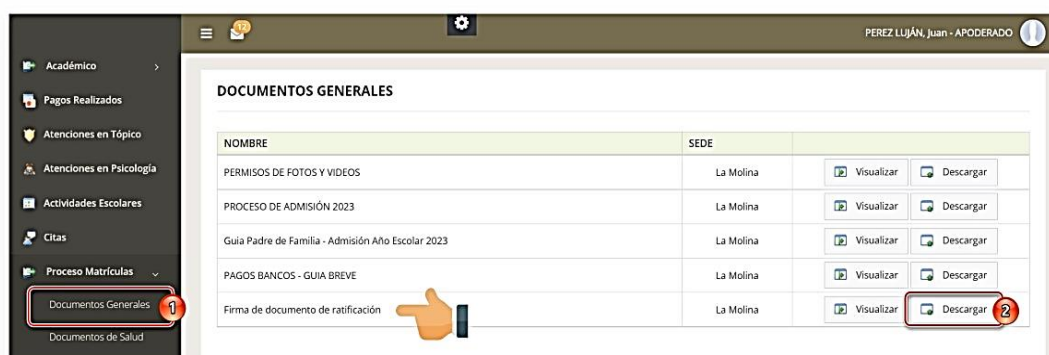 12
PEREZ LUJÁN, Juan - APODERADO
Académico
Pagos Realizados
Atenciones en Tópico
Atenciones en Psicología
Actividades Escolares
Citas
Proceso Matrículas
Documentos Generales 1
Documentos de Salud
DOCUMENTOS GENERALES
NOMBRE SEDE
PERMISOS DE FOTOS Y VIDEOS La Molina Visualizar Descargar
PROCESO DE ADMISIÓN 2023 La Molina Visualizar Descargar
Guia Padre de Familia - Admisión Año Escolar 2023 La Molina Visualizar Descargar
PAGOS BANCOS - GUIA BREVE La Molina Visualizar Descargar
Firma de documento de ratificación La Molina Visualizar Descargar 2